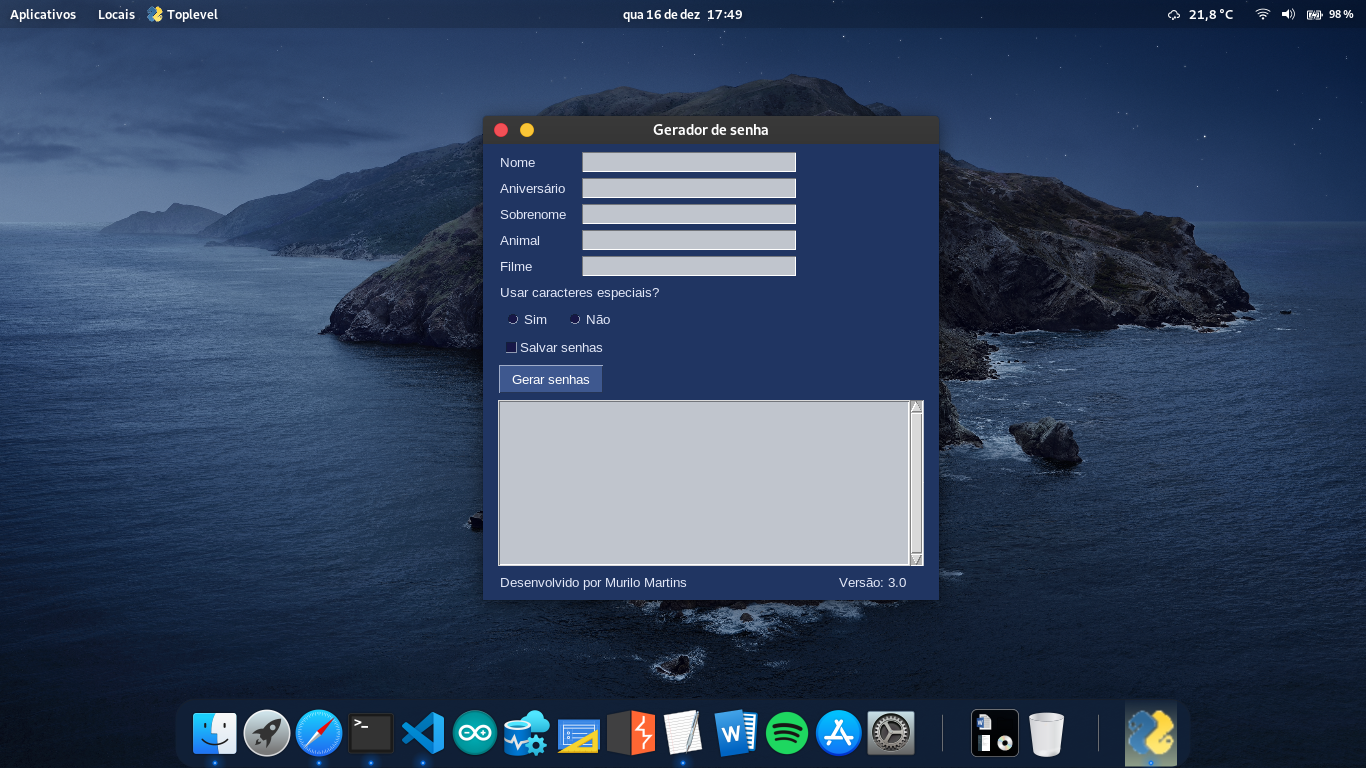 Aplicativos Locais Toplevel qua 16 de dez 17:49 21,8 °C 98 %
Gerador de senha
Nome
Aniversário
Sobrenome
Animal
Filme
Usar caracteres especiais?
Sim Não
Salvar senhas
Gerar senhas
Desenvolvido por Murilo Martins Versão: 3.0
>_
W